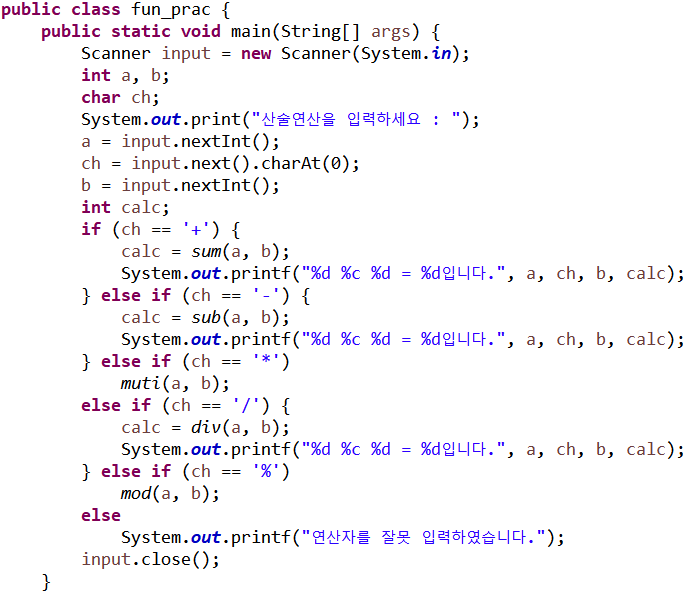 public class fun_prac {
    public static void main(String[] args) {
        Scanner input = new Scanner(System.in);
        int a, b;
        char ch;
        System.out.print("산술연산을 입력하세요 : ");
        a = input.nextInt();
        ch = input.next().charAt(0);
        b = input.nextInt();
        int calc;
        if (ch == '+') {
            calc = sum(a, b);
            System.out.printf("%d %c %d = %d입니다.", a, ch, b, calc);
        } else if (ch == '-') {
            calc = sub(a, b);
            System.out.printf("%d %c %d = %d입니다.", a, ch, b, calc);
        } else if (ch == '*')
            muti(a, b);
        else if (ch == '/') {
            calc = div(a, b);
            System.out.printf("%d %c %d = %d입니다.", a, ch, b, calc);
        } else if (ch == '%')
            mod(a, b);
        else
            System.out.printf("연산자를 잘못 입력하였습니다.");
        input.close();
    }